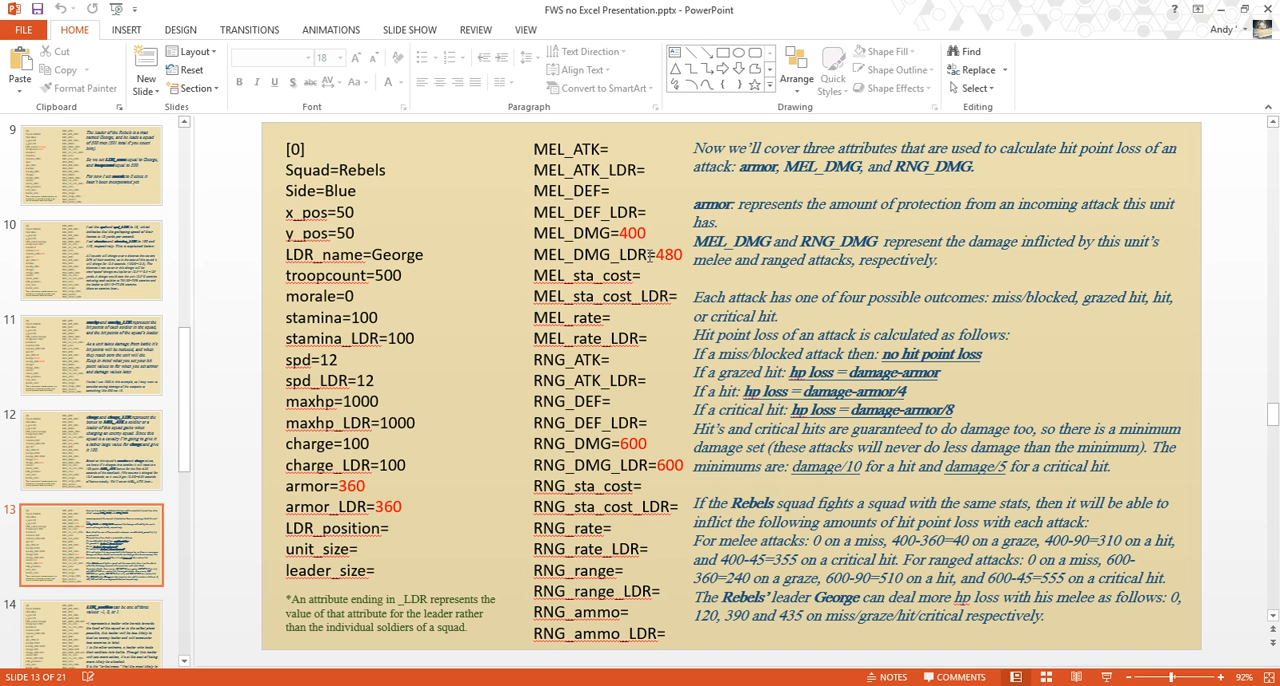 FWS no Excel Presentation.pptx - PowerPoint
FILE HOME INSERT DESIGN TRANSITIONS ANIMATIONS SLIDE SHOW REVIEW VIEW
Andy
Paste
Cut
Copy
Format Painter
Clipboard
New
Slide
Layout
Reset
Section
Slides
18
Font
Text Direction
Align Text
Convert to SmartArt
Paragraph
Arrange
Quick
Styles
Shape Fill
Shape Outline
Shape Effects
Drawing
Find
Replace
Select
Editing
9
10
11
12
13
14
[0]
Squad=Rebels
Side=Blue
x_pos=50
y_pos=50
LDR_name=George
troopcount=500
morale=0
stamina=100
stamina_LDR=100
spd=12
spd_LDR=12
maxhp=1000
maxhp_LDR=1000
charge=100
charge_LDR=100
armor=360
armor_LDR=360
LDR_position=
unit_size=
leader_size=
*An attribute ending in _LDR represents the
value of that attribute for the leader rather
than the individual soldiers of a squad.
MEL_ATK=
MEL_ATK_LDR=
MEL_DEF=
MEL_DEF_LDR=
MEL_DMG=400
MEL_DMG_LDR=480
MEL_sta_cost=
MEL_sta_cost_LDR=
MEL_rate=
MEL_rate_LDR=
RNG_ATK=
RNG_ATK_LDR=
RNG_DEF=
RNG_DEF_LDR=
RNG_DMG=600
RNG_DMG_LDR=600
RNG_sta_cost=
RNG_sta_cost_LDR=
RNG_rate=
RNG_rate_LDR=
RNG_range=
RNG_range_LDR=
RNG_ammo=
RNG_ammo_LDR=
Now we'll cover three attributes that are used to calculate hit point loss of an
attack: armor, MEL_DMG, and RNG_DMG.
armor: represents the amount of protection from an incoming attack this unit
has.
MEL_DMG and RNG_DMG represent the damage inflicted by this unit's
melee and ranged attacks, respectively.
Each attack has one of four possible outcomes: miss/blocked, grazed hit, hit,
or critical hit.
Hit point loss of an attack is calculated as follows:
If a miss/blocked attack then: no hit point loss
If a grazed hit: hp loss = damage-armor
If a hit: hp loss = damage-armor/4
If a critical hit: hp loss = damage-armor/8
Hit's and critical hits are guaranteed to do damage too, so there is a minimum
damage set (these attacks will never do less damage than the minimum). The
minimums are: damage/10 for a hit and damage/5 for a critical hit.
If the Rebels squad fights a squad with the same stats, then it will be able to
inflict the following amounts of hit point loss with each attack:
For melee attacks: 0 on a miss, 400-360=40 on a graze, 400-90=310 on a hit,
and 400-45=355 on a critical hit. For ranged attacks: 0 on a miss, 600-
360=240 on a graze, 600-90=510 on a hit, and 600-45=555 on a critical hit.
The Rebels' leader George can deal more hp loss with his melee as follows: 0,
120, 390 and 435 on miss/graze/hit/critical respectively.
SLIDE 13 OF 21
NOTES
COMMENTS
92%